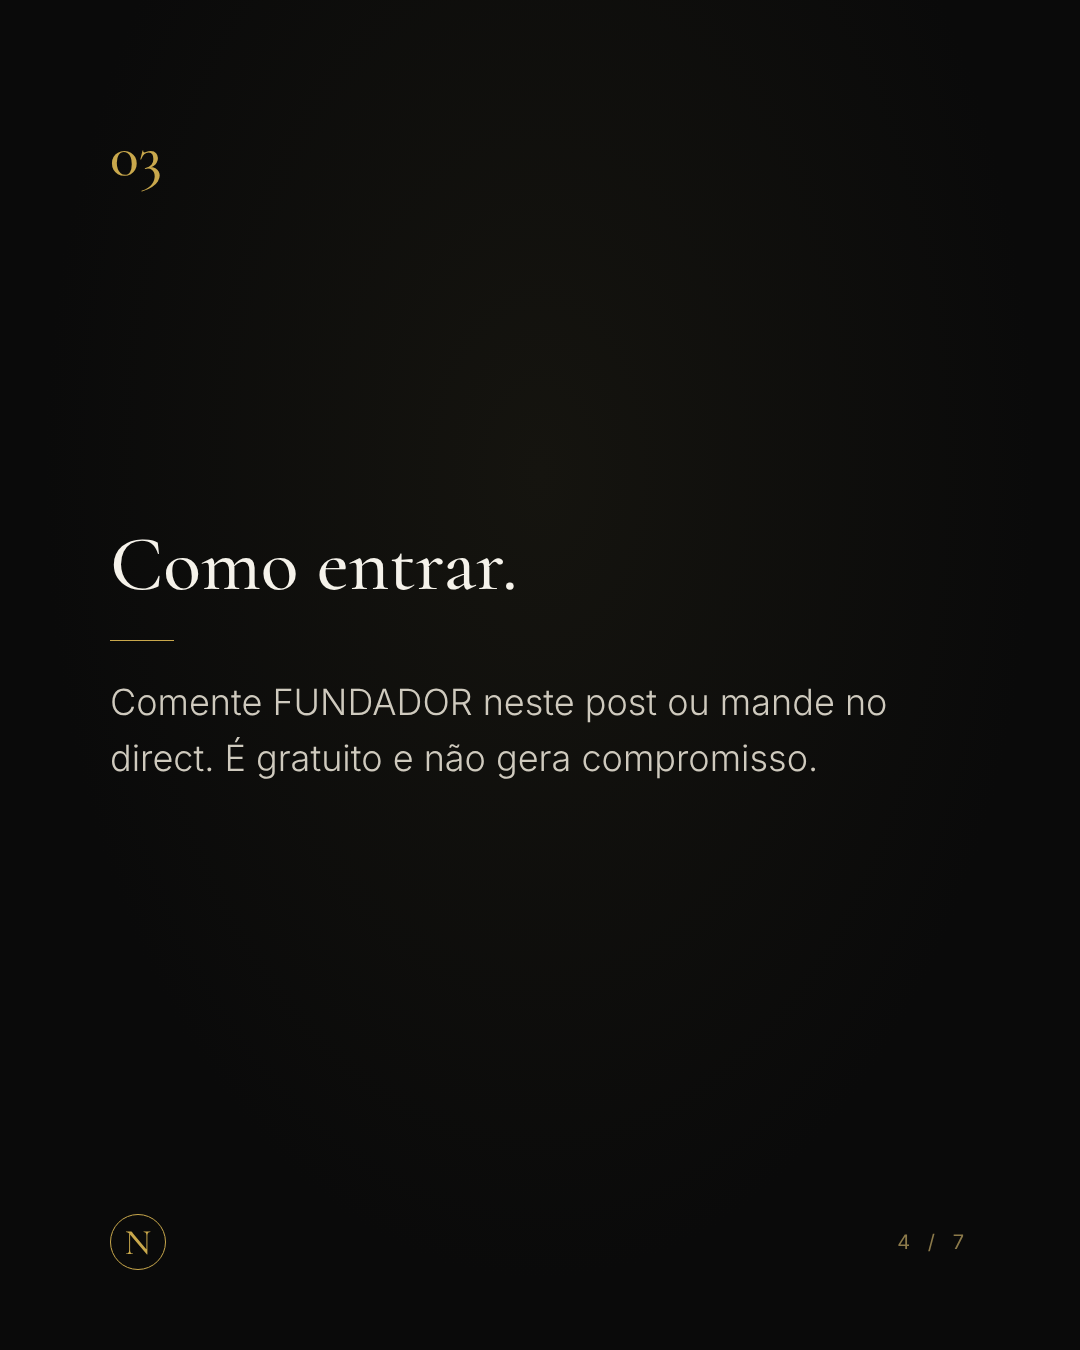 03
Como entrar.
Comente FUNDADOR neste post ou mande no
direct. É gratuito e não gera compromisso.
N
4 / 7